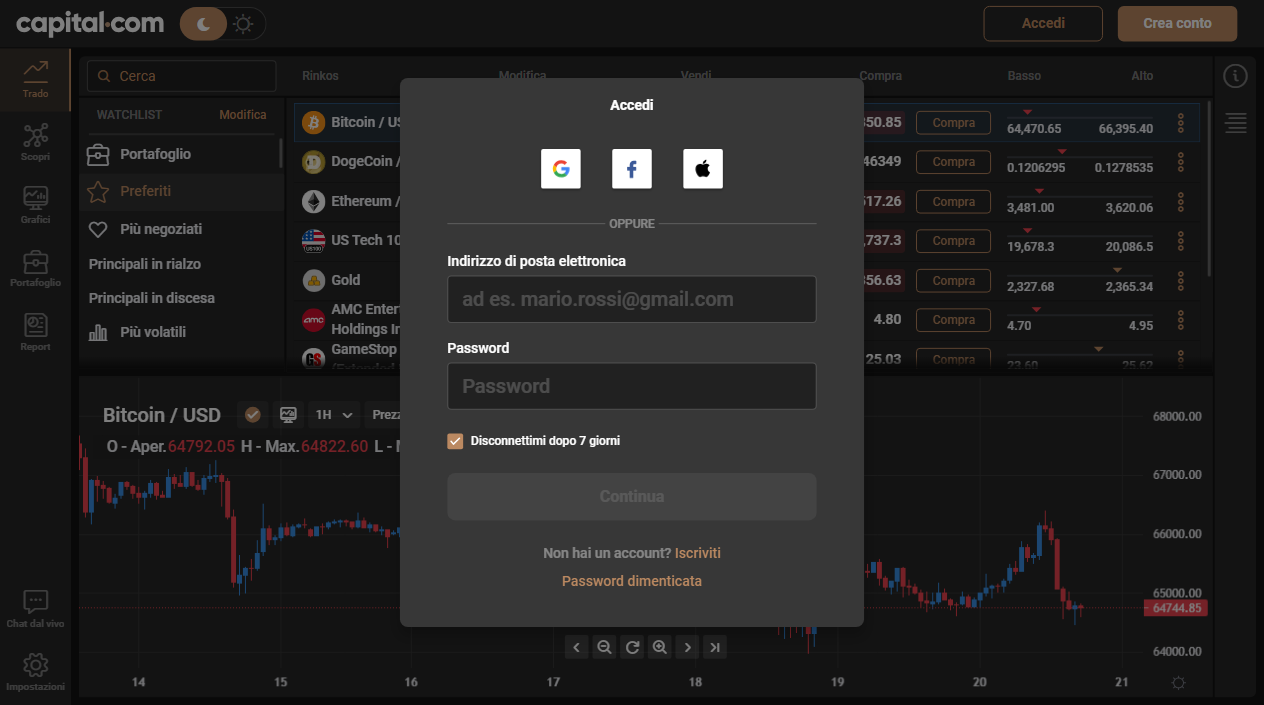 capital.com
Accedi
Crea conto
Trado
Scopri
Grafici
Portafoglio
Report
Chat dal vivo
Impostazioni
Cerca
WATCHLIST
Modifica
Portafoglio
Preferiti
Più negoziati
Principali in rialzo
Principali in discesa
Più volatili
Rinkos
Modifica
Vendi
Compra
Basso
Alto
Bitcoin / US
350.85
Compra
64,470.65
66,395.40
DogeCoin /
46349
Compra
0.1206295
0.1278535
Ethereum /
517.26
Compra
3,481.00
3,620.06
US Tech 10
,737.3
Compra
19,678.3
20,086.5
Gold
356.63
Compra
2,327.68
2,365.34
AMC Enter
Holdings In
4.80
Compra
4.70
4.95
GameStop
(Extended
25.03
Compra
23.60
25.62
Accedi
OPPURE
Indirizzo di posta elettronica
ad es. mario.rossi@gmail.com
Password
Password
Disconnettimi dopo 7 giorni
Continua
Non hai un account? Iscriviti
Password dimenticata
Bitcoin / USD
1H
Prezz
O - Aper.64792.05 H - Max.64822.60 L - M
68000.00
67000.00
66000.00
65000.00
64744.85
64000.00
14
15
16
17
18
19
20
21